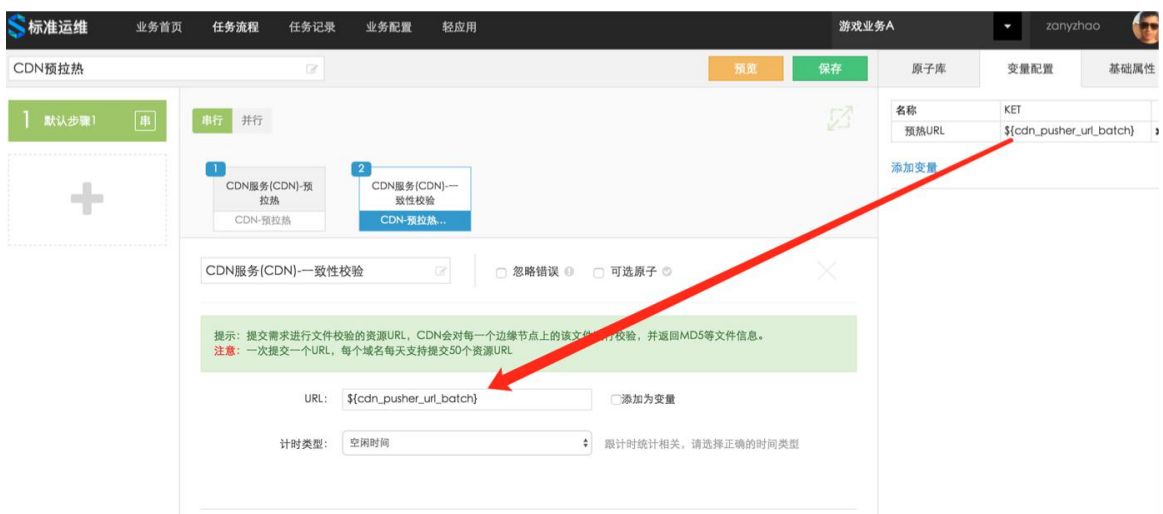 标准运维
业务首页 任务流程 任务记录 业务配置 轻应用
游戏业务A
zanyzhao
CDN预拉热
预览 保存
原子库 变量配置 基础属性
1 默认步骤1 串
串行 并行
1
CDN服务(CDN)-预
拉热
CDN-预拉热
2
CDN服务(CDN)-一
致性校验
CDN-预拉热...
名称 KET
预热URL ${cdn_pusher_url_batch}
添加变量
CDN服务(CDN)-一致性校验
忽略错误 可选原子
提示: 提交需求进行文件校验的资源URL, CDN会对每一个边缘节点上的该文件 行校验, 并返回MD5等文件信息。
注意: 一次提交一个URL, 每个域名每天支持提交50个资源URL
URL: ${cdn_pusher_url_batch} 添加为变量
计时类型: 空闲时间 跟计时统计相关, 请选择正确的时间类型